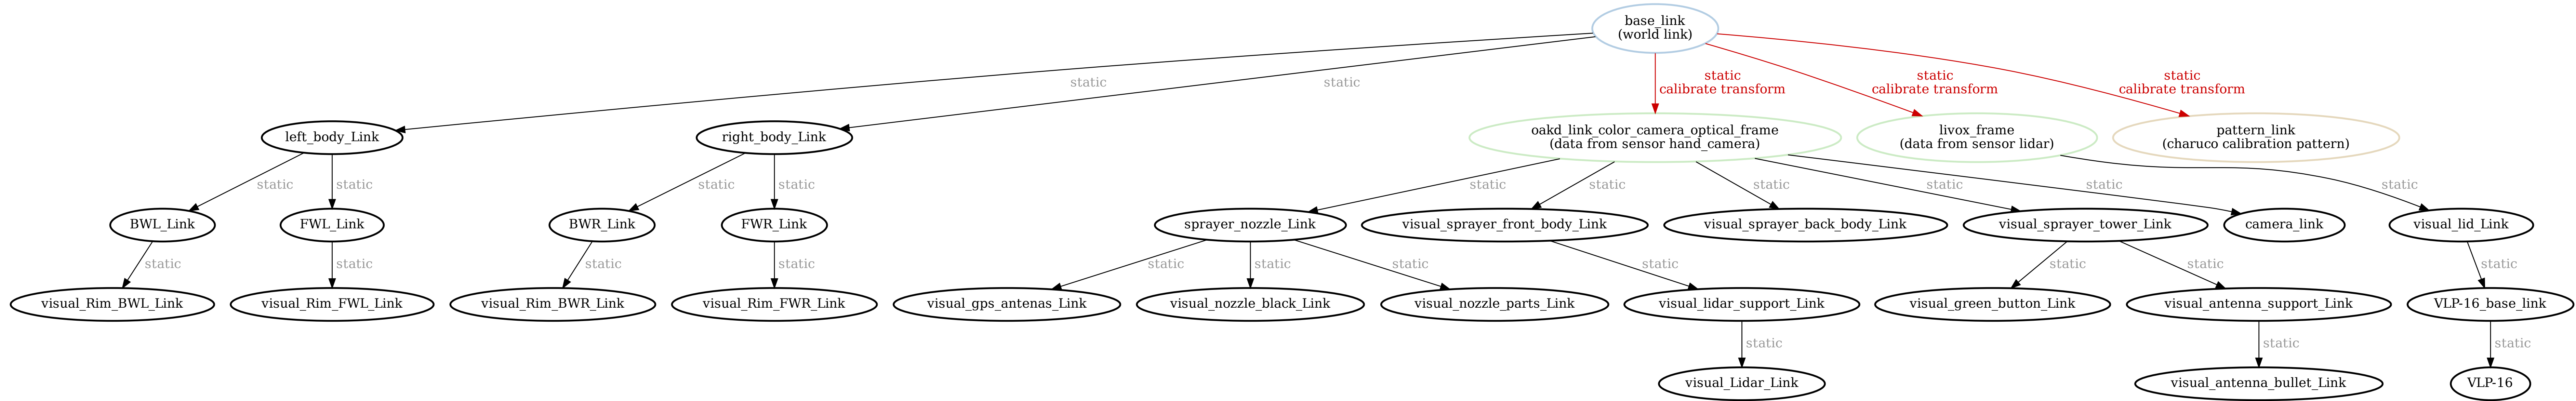 base_link
(world link)
static
static
static
calibrate transform
static
calibrate transform
static
calibrate transform
left_body_Link
right_body_Link
oakd_link_color_camera_optical_frame
(data from sensor hand_camera)
livox_frame
(data from sensor lidar)
pattern_link
(charuco calibration pattern)
static
static
static
static
static
static
static
static
static
static
BWL_Link
FWL_Link
BWR_Link
FWR_Link
sprayer_nozzle_Link
visual_sprayer_front_body_Link
visual_sprayer_back_body_Link
visual_sprayer_tower_Link
camera_link
visual_lid_Link
static
static
static
static
static
static
static
static
static
static
static
visual_Rim_BWL_Link
visual_Rim_FWL_Link
visual_Rim_BWR_Link
visual_Rim_FWR_Link
visual_gps_antenas_Link
visual_nozzle_black_Link
visual_nozzle_parts_Link
visual_lidar_support_Link
visual_green_button_Link
visual_antenna_support_Link
VLP-16_base_link
static
static
static
visual_Lidar_Link
visual_antenna_bullet_Link
VLP-16